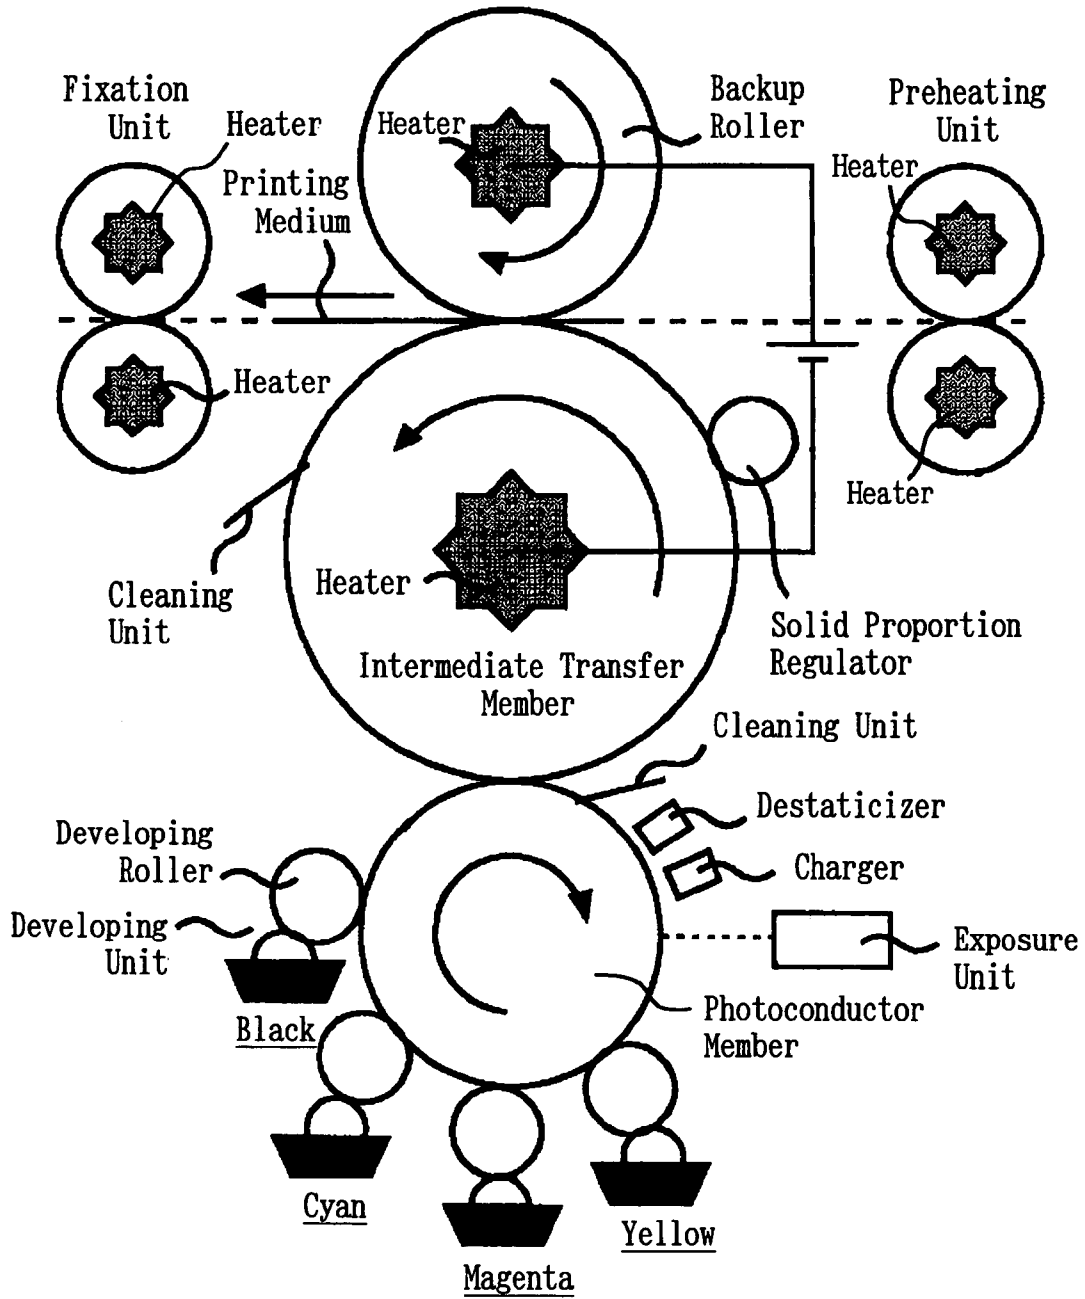 Fixation
Unit
Heater
Heater
Backup
Roller
Preheating
Unit
Heater
Printing
Medium
Heater
Heater
Cleaning
Unit
Heater
Solid Proportion
Regulator
Intermediate Transfer
Member
Cleaning Unit
Destaticizer
Charger
Developing
Roller
Developing
Unit
Exposure
Unit
Photoconductor
Member
Black
Cyan
Magenta
Yellow